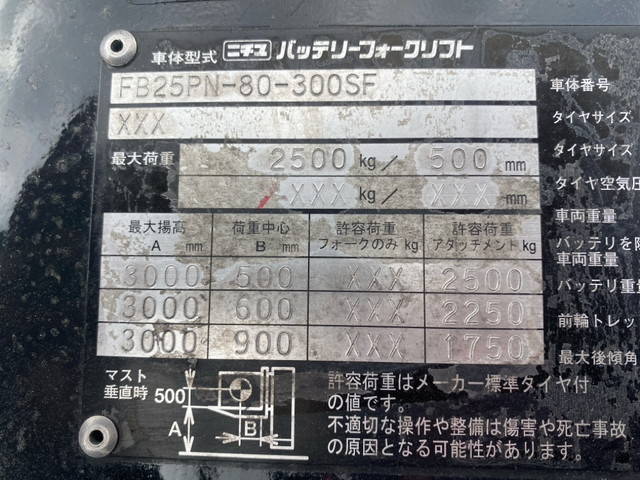 車体型式 ニチユ バッテリーフォークリフト
FB25PN-80-300SF
車体番号
XXX
タイヤサイズ
最大荷重 2500 kg/ 500 mm
タイヤサイズ
XXX kg/ XXX mm
タイヤ空気圧
車両重量
最大揚高 荷重中心 許容荷重 許容荷重
A mm B mm フォークのみ kg アタッチメント kg
バッテリを除
車両重量
3000 500 XXX 2500
バッテリ重量
3000 600 XXX 2250
前輪トレッ
3000 900 XXX 1750
最大後傾角
マスト
垂直時 500
A B
許容荷重はメーカー標準タイヤ付
の値です。
不適切な操作や整備は傷害や死亡事故
の原因となる可能性があります。